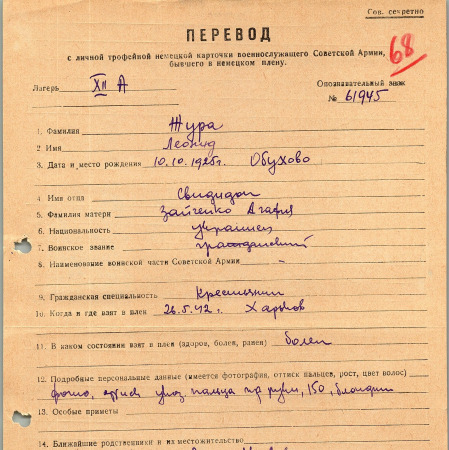 Сов. секретно
ПЕРЕВОД
с личной трофейной немецкой карточки военнослужащего Советской Армии,
бывшего в немецком плену.
68
Лагерь XII А
Опознавательный знак
№ 61945
1. Фамилия Жура
2 Имя Леонид
3. Дата и место рождения 10.10.1925г. Обухово
4. Имя отца
5. Фамилия матери Зайченко Агафия
6. Национальность украинец
7. Воинское звание гражданский
8. Наименование воинской части Советской Армии –
9. Гражданская специальность Крестьянин
10. Когда и где взят в плен 26.5.42г. Харьков
11. В каком состоянии взят в плен (здоров, болен, ранен) болен
12. Подробные персональные данные (имеется фотография, оттиск пальцев, рост, цвет волос)
фото, пальца 150, блондин
13. Особые приметы
14. Ближайшие родственники и их местожительство